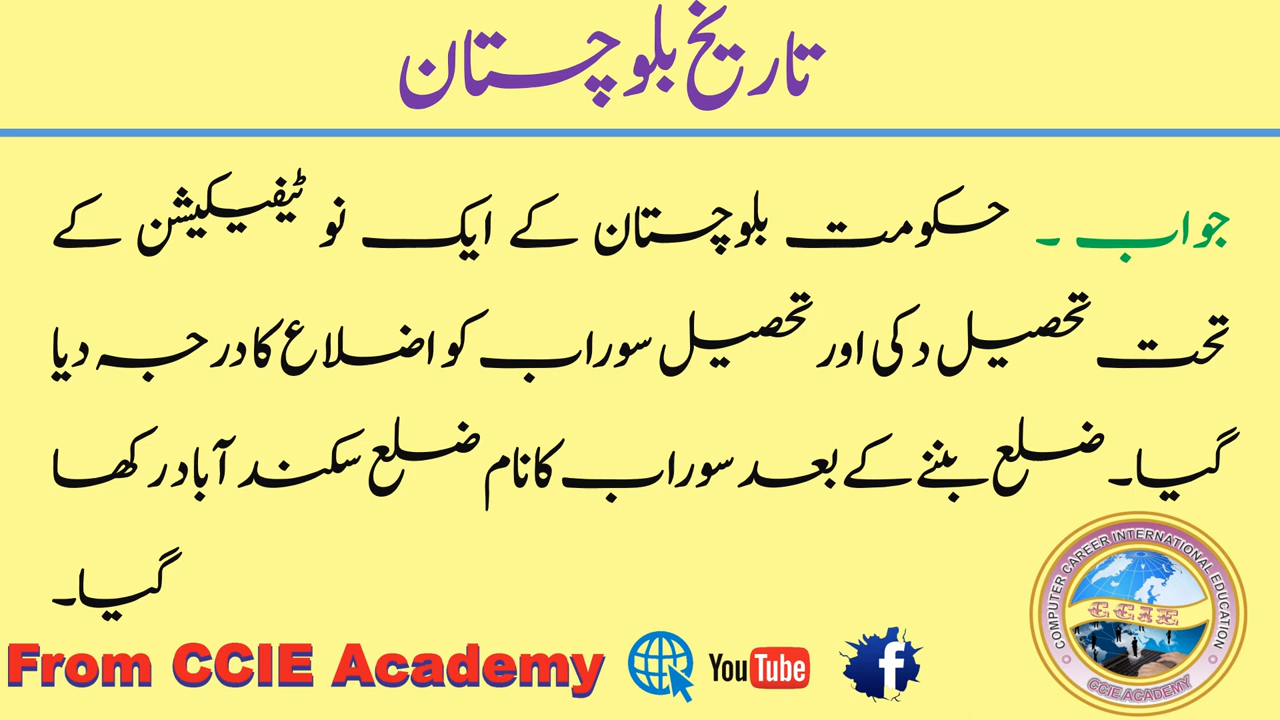 تاریخ بلوچستان
جواب ۔ حکومت بلوچستان کے ایک نوٹیفیکیشن کے
تحت تحصیل دکی اور تحصیل سوراب کو اضلاع کا درجہ دیا
گیا۔ ضلع بننے کے بعد سوراب کا نام ضلع سکندآباد رکھا
گیا۔
From CCIE Academy
YouTube
f
COMPUTER CAREER INTERNATIONAL EDUCATION
CCIE
CCIE ACADEMY